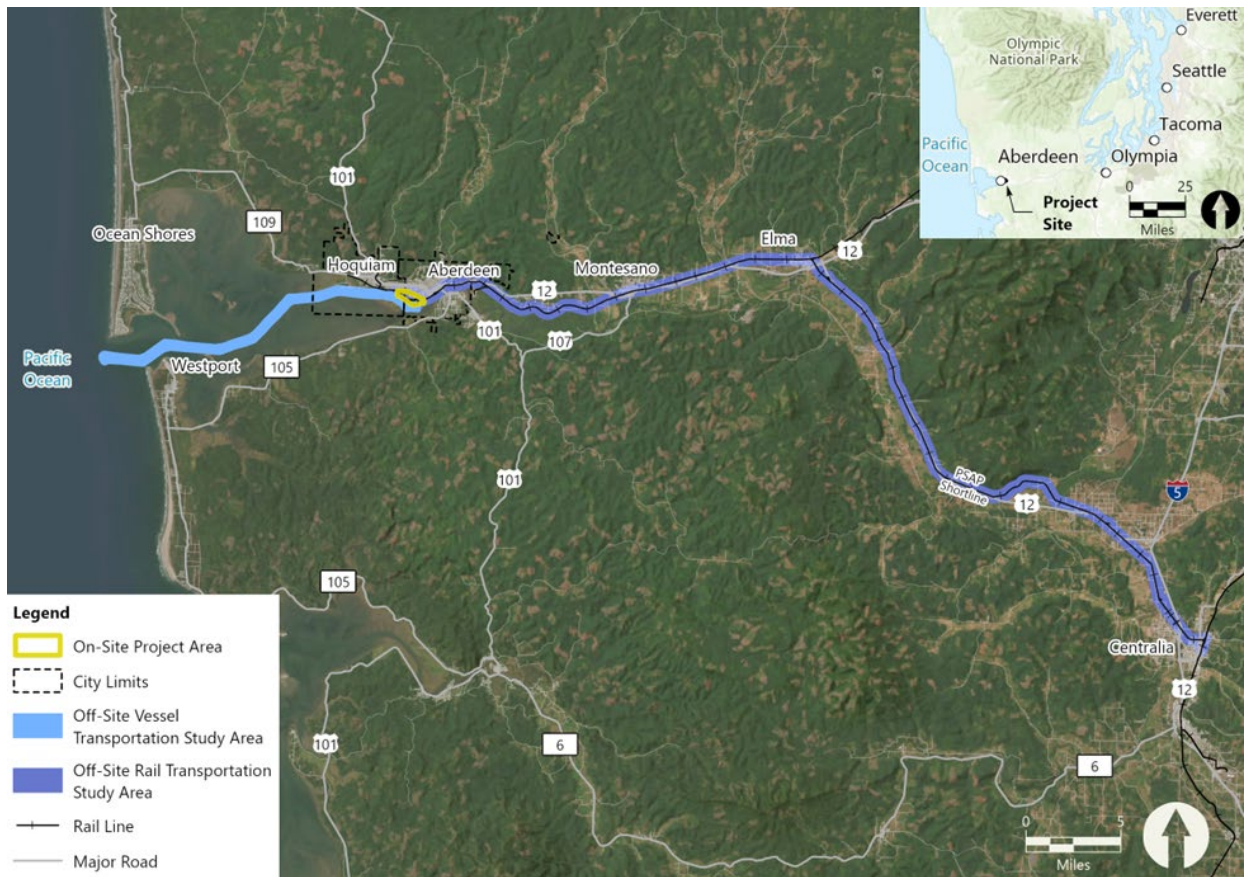 Everett
Olympic
National Park
Seattle
Tacoma
Pacific
Ocean
Aberdeen
Olympia
Project
Site
0 25
Miles
101
109
Ocean Shores
Hoquiam
Aberdeen
Montesano
Elma
12
12
101
107
Pacific
Ocean
Westport
105
101
PSAP
Shortline
12
5
105
Centralia
12
101
6
6
0 5
Miles
Legend
On-Site Project Area
City Limits
Off-Site Vessel
Transportation Study Area
Off-Site Rail Transportation
Study Area
Rail Line
Major Road